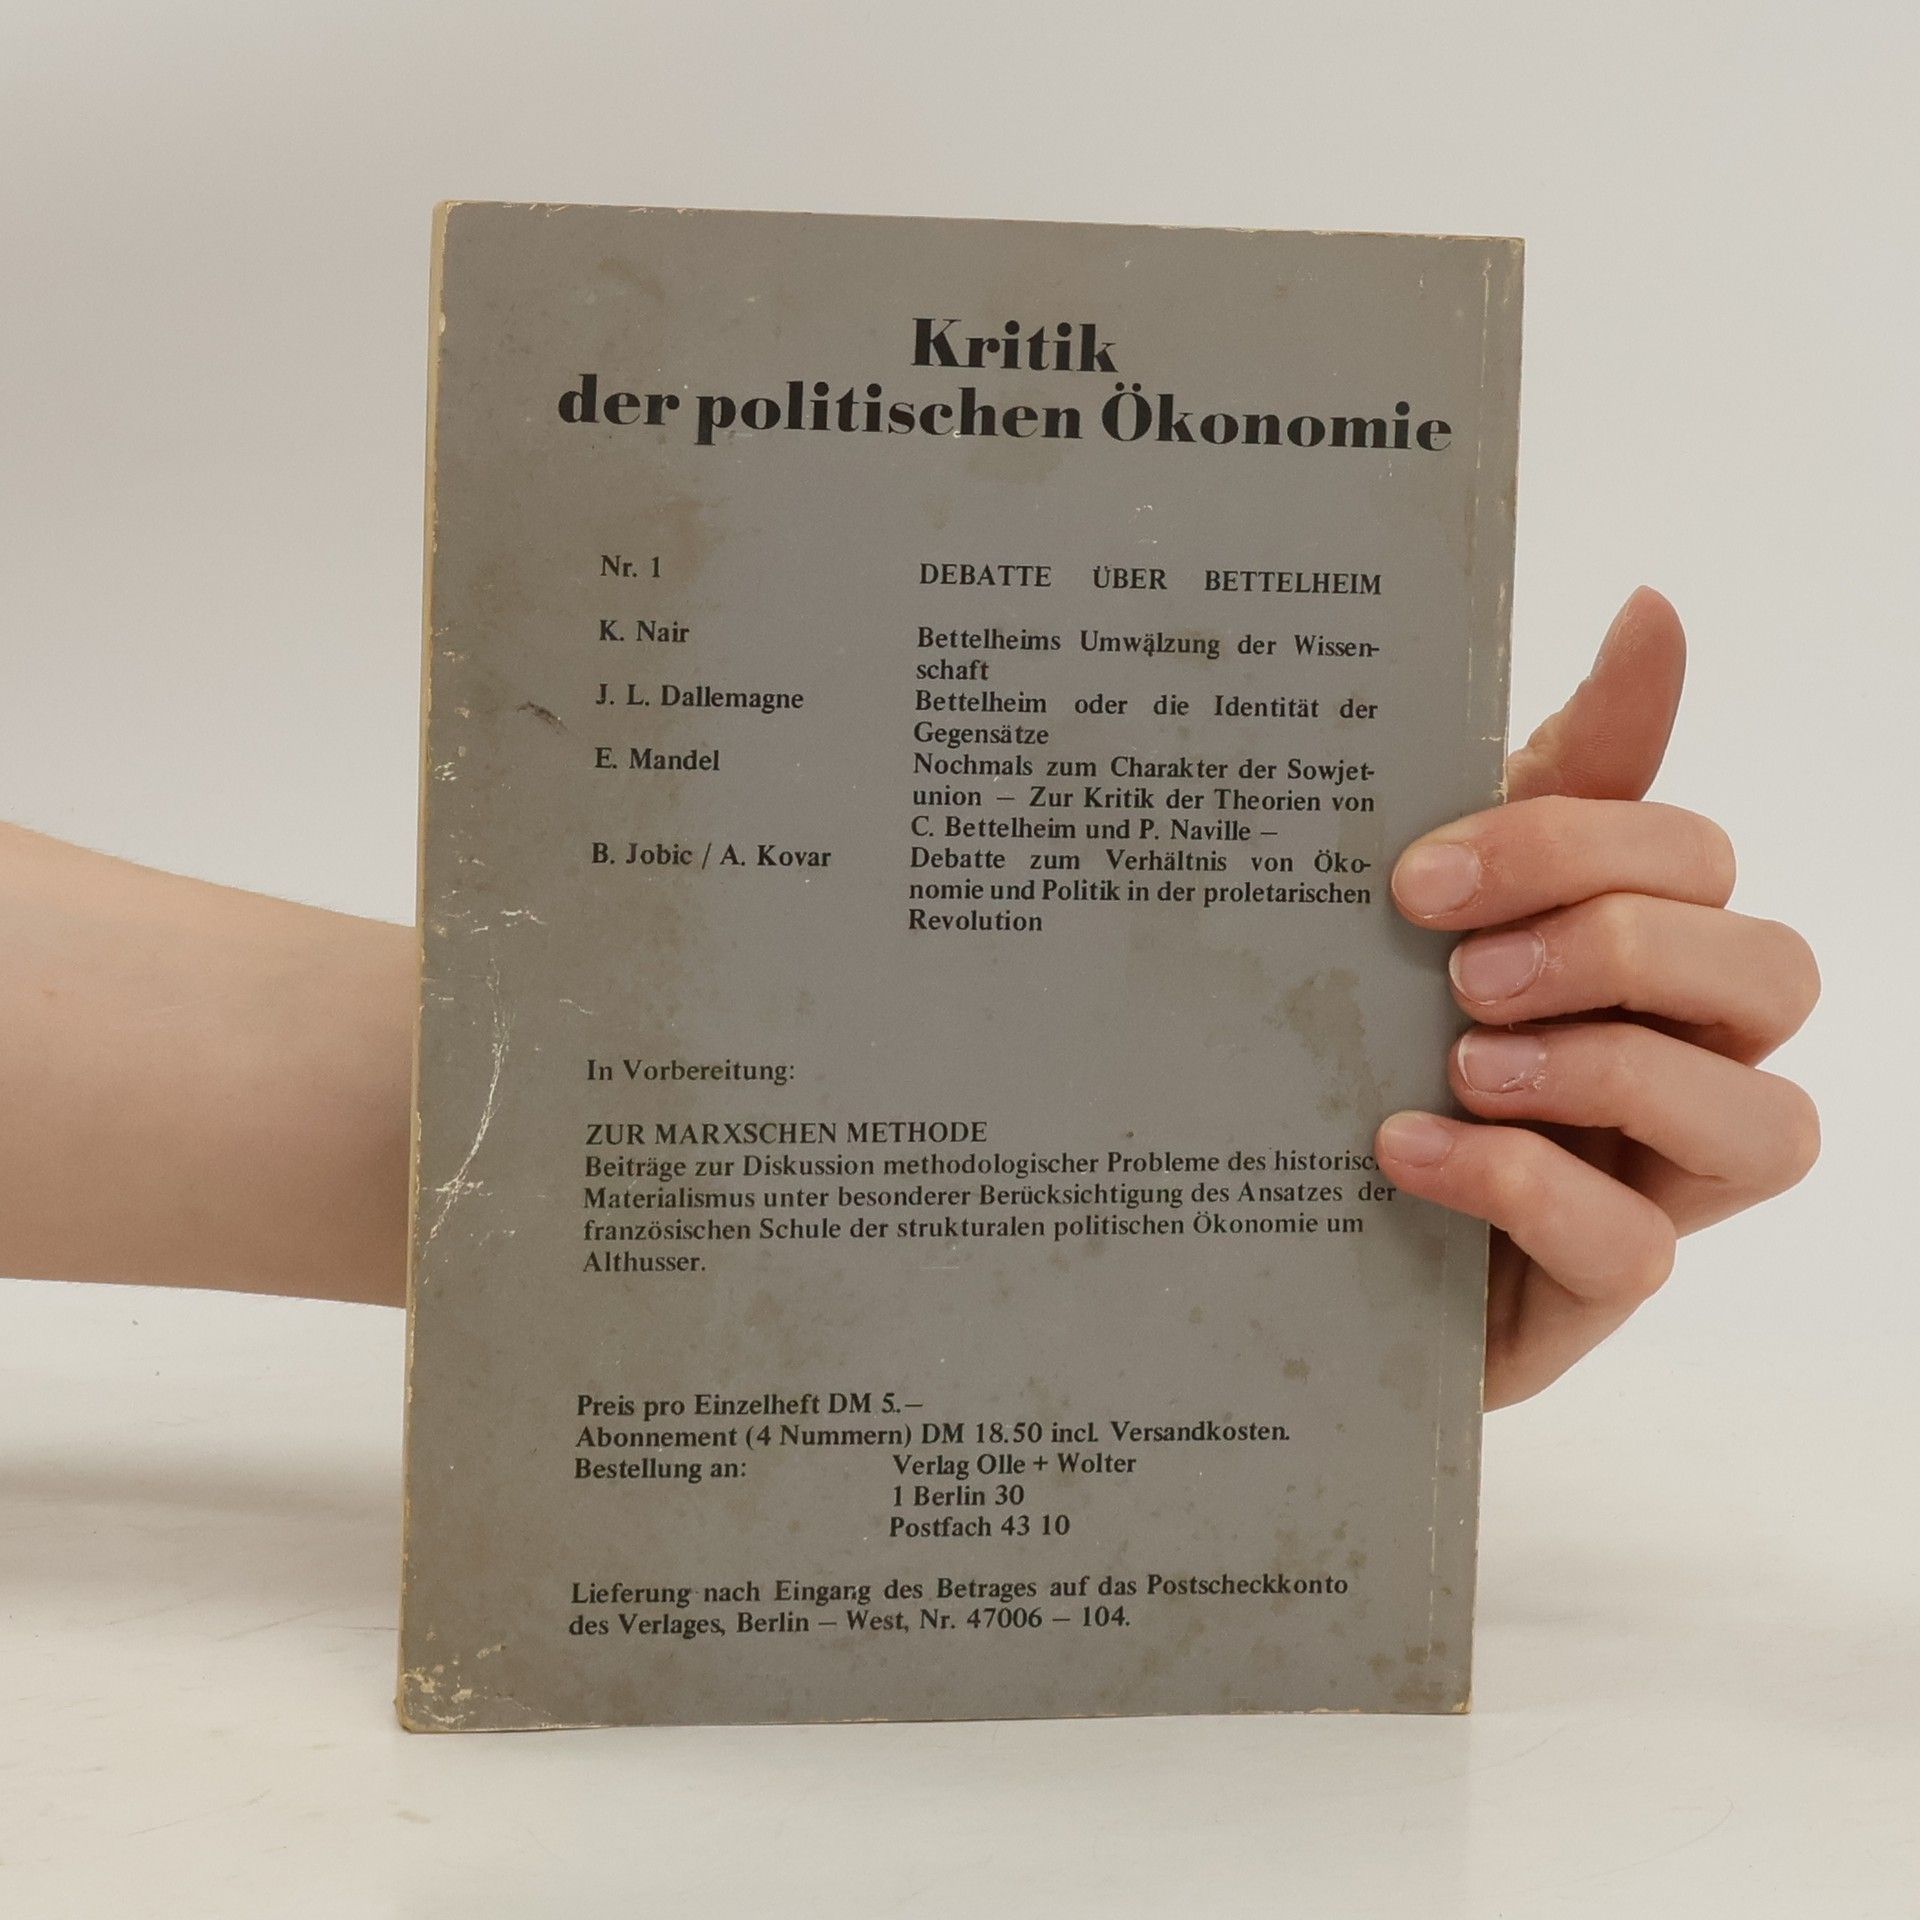 Kritik
der politischen Ökonomie
Nr. 1 DEBATTE ÜBER BETTELHEIM
K. Nair Bettelheims Umwälzung der Wissen-
schaft
J. L. Dallemagne Bettelheim oder die Identität der
Gegensätze
E. Mandel Nochmals zum Charakter der Sowjet-
union – Zur Kritik der Theorien von
C. Bettelheim und P. Naville –
B. Jobic / A. Kovar Debatte zum Verhältnis von Öko-
nomie und Politik in der proletarischen
Revolution
In Vorbereitung:
ZUR MARXSCHEN METHODE
Beiträge zur Diskussion methodologischer Probleme des
Materialismus unter besonderer Berücksichtigung des Ansatzes der
französischen Schule der strukturalen politischen Ökonomie um
Althusser.
Preis pro Einzelheft DM 5.–
Abonnement (4 Nummern) DM 18.50 incl. Versandkosten.
Bestellung an: Verlag Olle + Wolter
1 Berlin 30
Postfach 43 10
Lieferung nach Eingang des Betrages auf das Postscheckkonto
des Verlages, Berlin – West, Nr. 47006 – 104.